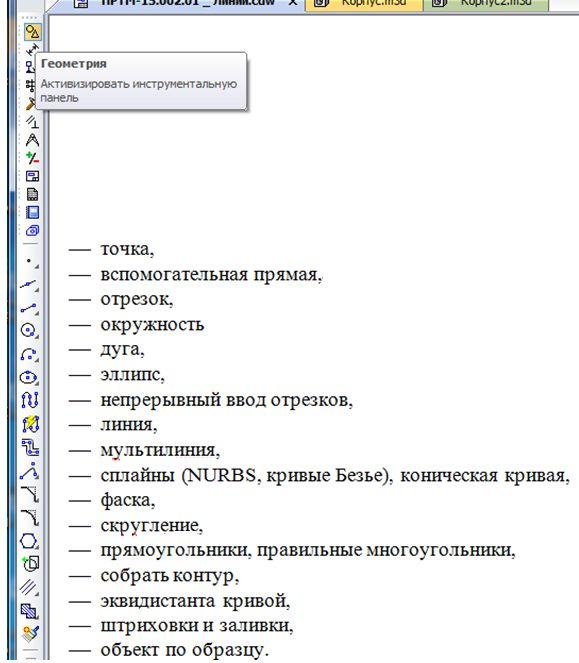 ПРТМ-15.002.01 _ Линии.cdw
Корпус.m3d
Корпус2.m3d
Геометрия
Активизировать инструментальную
панель
— точка,
— вспомогательная прямая,
— отрезок,
— окружность
— дуга,
— эллипс,
— непрерывный ввод отрезков,
— линия,
— мультилиния,
— сплайны (NURBS, кривые Безье), коническая кривая,
— фаска,
— скругление,
— прямоугольники, правильные многоугольники,
— собрать контур,
— эквидистанта кривой,
— штриховки и заливки,
— объект по образцу.